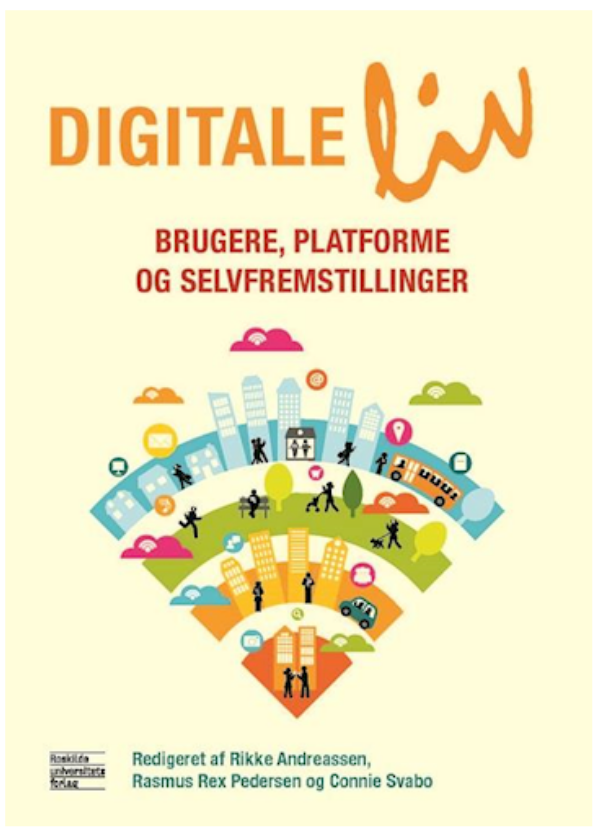 DIGITALE liv
BRUGERE, PLATFORME
OG SELVFREMSTILLINGER
@
Roskilde
universitets
forlag
Redigeret af Rikke Andreassen,
Rasmus Rex Pedersen og Connie Svabo